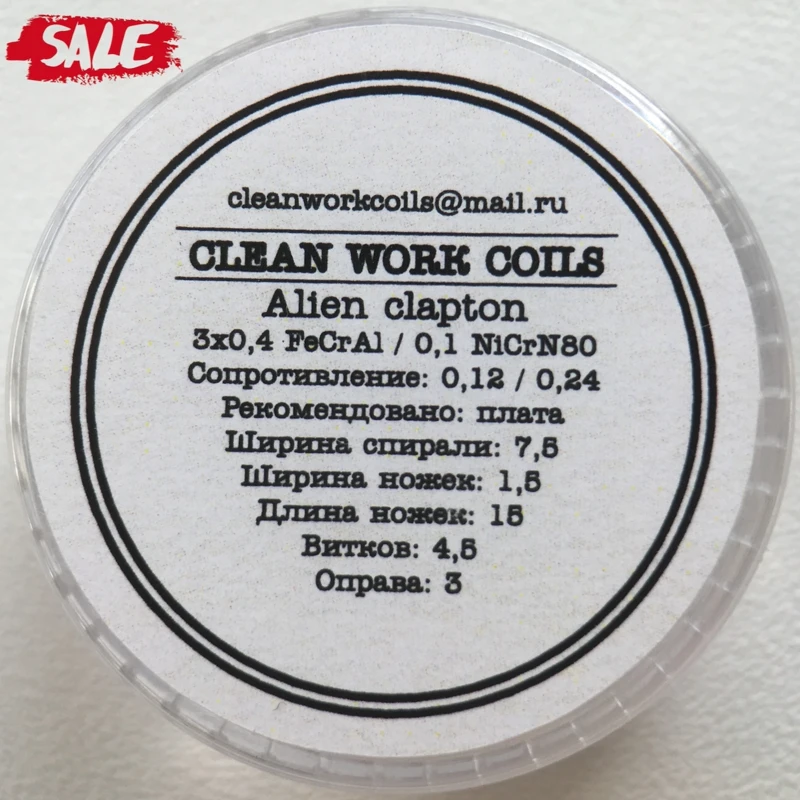 SALE
cleanworkcoils@mail.ru
CLEAN WORK COILS
Alien clapton
3x0,4 FeCrAl / 0,1 NiCrN80
Сопротивление: 0,12 / 0,24
Рекомендовано: плата
Ширина спирали: 7,5
Ширина ножек: 1,5
Длина ножек: 15
Витков: 4,5
Оправа: 3